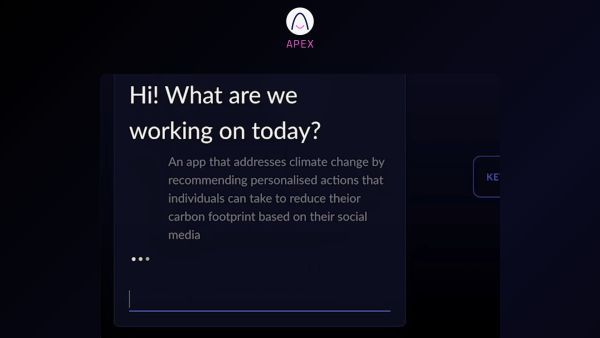 APEX
Hi! What are we
working on today?
An app that addresses climate change by
recommending personalised actions that
individuals can take to reduce theior
carbon footprint based on their social
media
KE